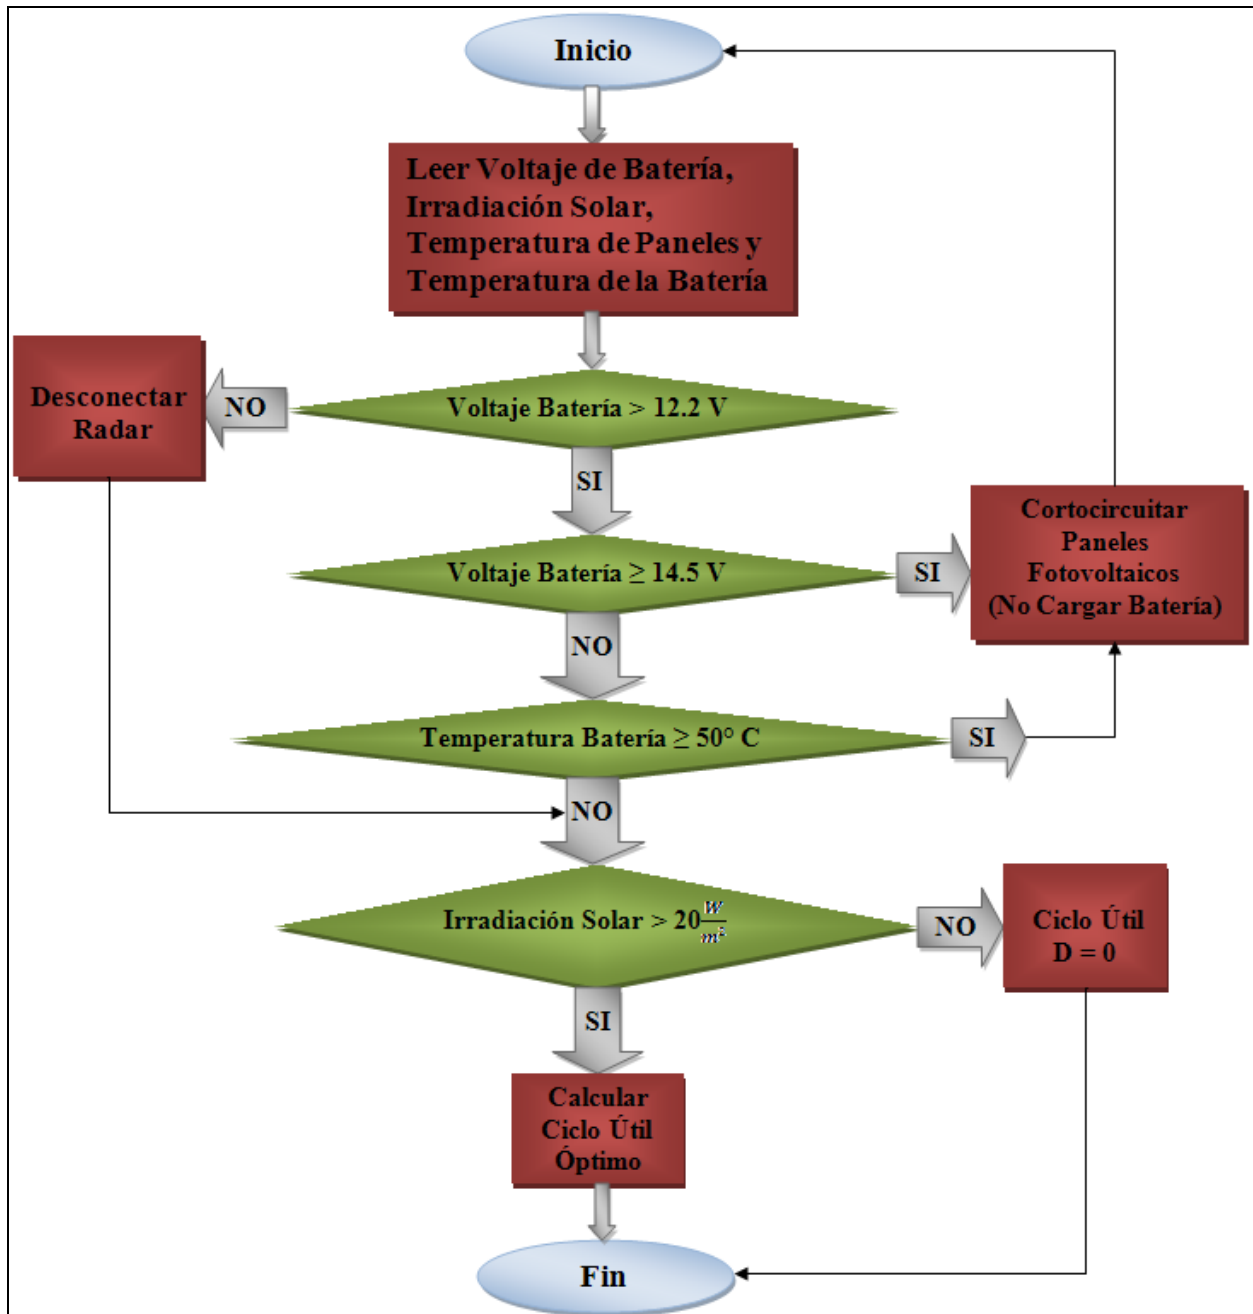 Inicio
Leer Voltaje de Batería,
Irradiación Solar,
Temperatura de Paneles y
Temperatura de la Batería
Desconectar
Radar
NO
Voltaje Batería > 12.2 V
SI
Voltaje Batería ≥ 14.5 V
SI
Cortocircuitar
Paneles
Fotovoltaicos
(No Cargar Batería)
NO
Temperatura Batería ≥ 50° C
SI
NO
Irradiación Solar > 20 W/m²
NO
Ciclo Útil
D = 0
SI
Calcular
Ciclo Útil
Óptimo
Fin